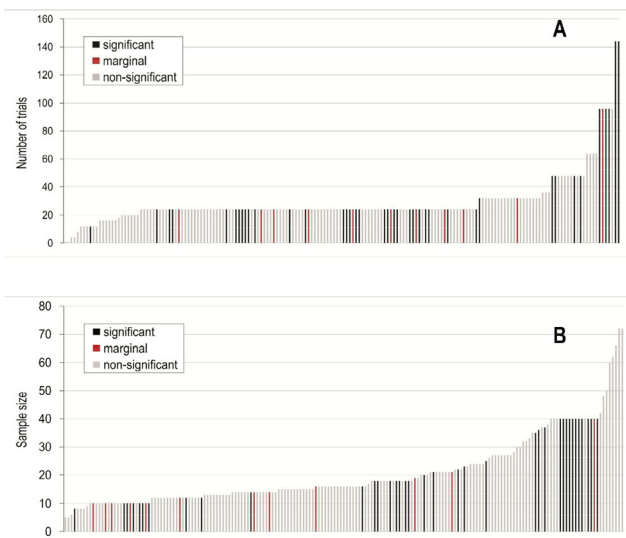 A
160
140
120
100
80
60
40
20
0
Number of trials
significant
marginal
non-significant
B
80
70
60
50
40
30
20
10
0
Sample size
significant
marginal
non-significant